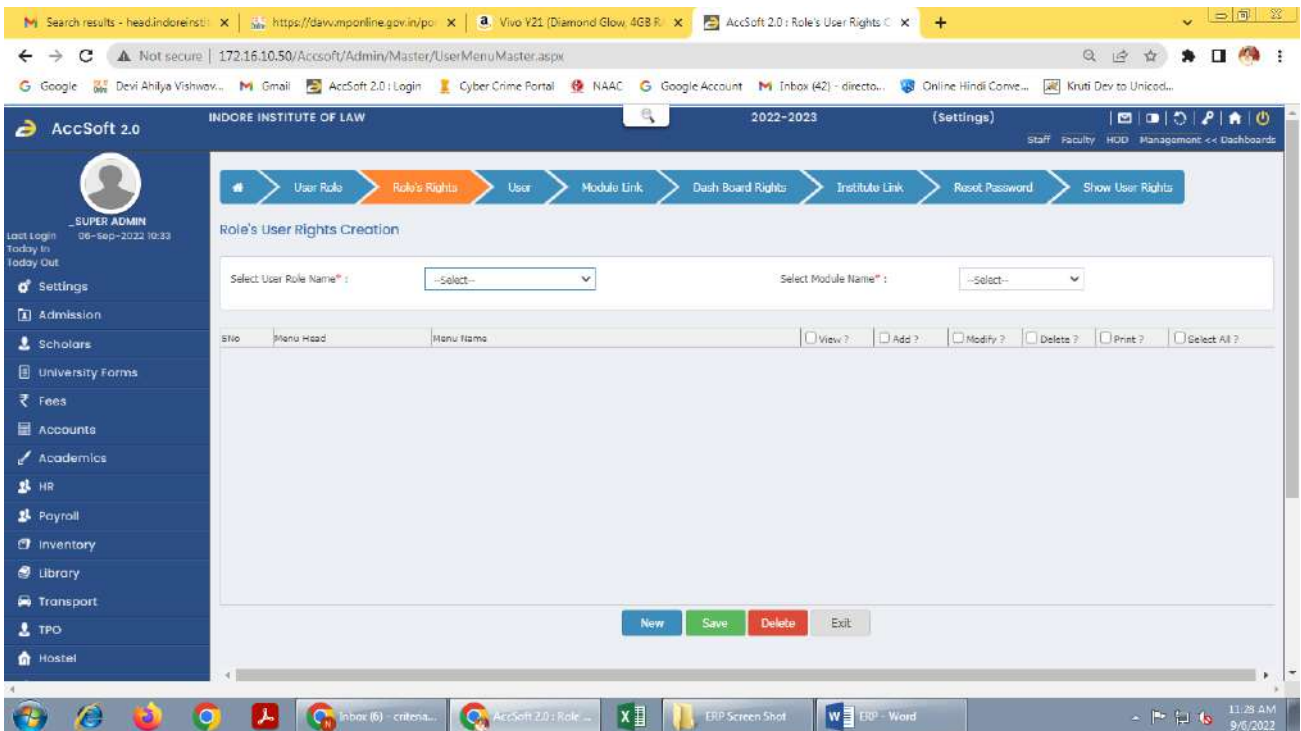 Search results - head.indoreinsti
https://davv.mponline.gov.in/po
Vivo Y21 (Diamond Glow, 4GB R
AccSoft 2.0 : Role's User Rights C
Not secure | 172.16.10.50/Accsoft/Admin/Master/UserMenuMaster.aspx
Google
Devi Ahilya Vishwav...
Gmail
AccSoft 2.0 : Login
Cyber Crime Portal
NAAC
Google Account
Inbox (42) - directo...
Online Hindi Conve...
Kruti Dev to Unicod...
AccSoft 2.0
INDORE INSTITUTE OF LAW
2022-2023
(Settings)
Staff Faculty HOD Management << Dashboards
_SUPER ADMIN
Last Login 06-Sep-2022 10:33
Today In
Today Out
Settings
Admission
Scholars
University Forms
Fees
Accounts
Academics
HR
Payroll
Inventory
Library
Transport
TPO
Hostel
User Role
Role's Rights
User
Module Link
Dash Board Rights
Institute Link
Reset Password
Show User Rights
Role's User Rights Creation
Select User Role Name* : --Select--
Select Module Name* : --Select--
SNo Menu Head Menu Name View ? Add ? Modify ? Delete ? Print ? Select All ?
New Save Delete Exit
Inbox (6) - criteria...
AccSoft 2.0 : Role ...
ERP Screen Shot
ERP - Word
11:28 AM
9/6/2022